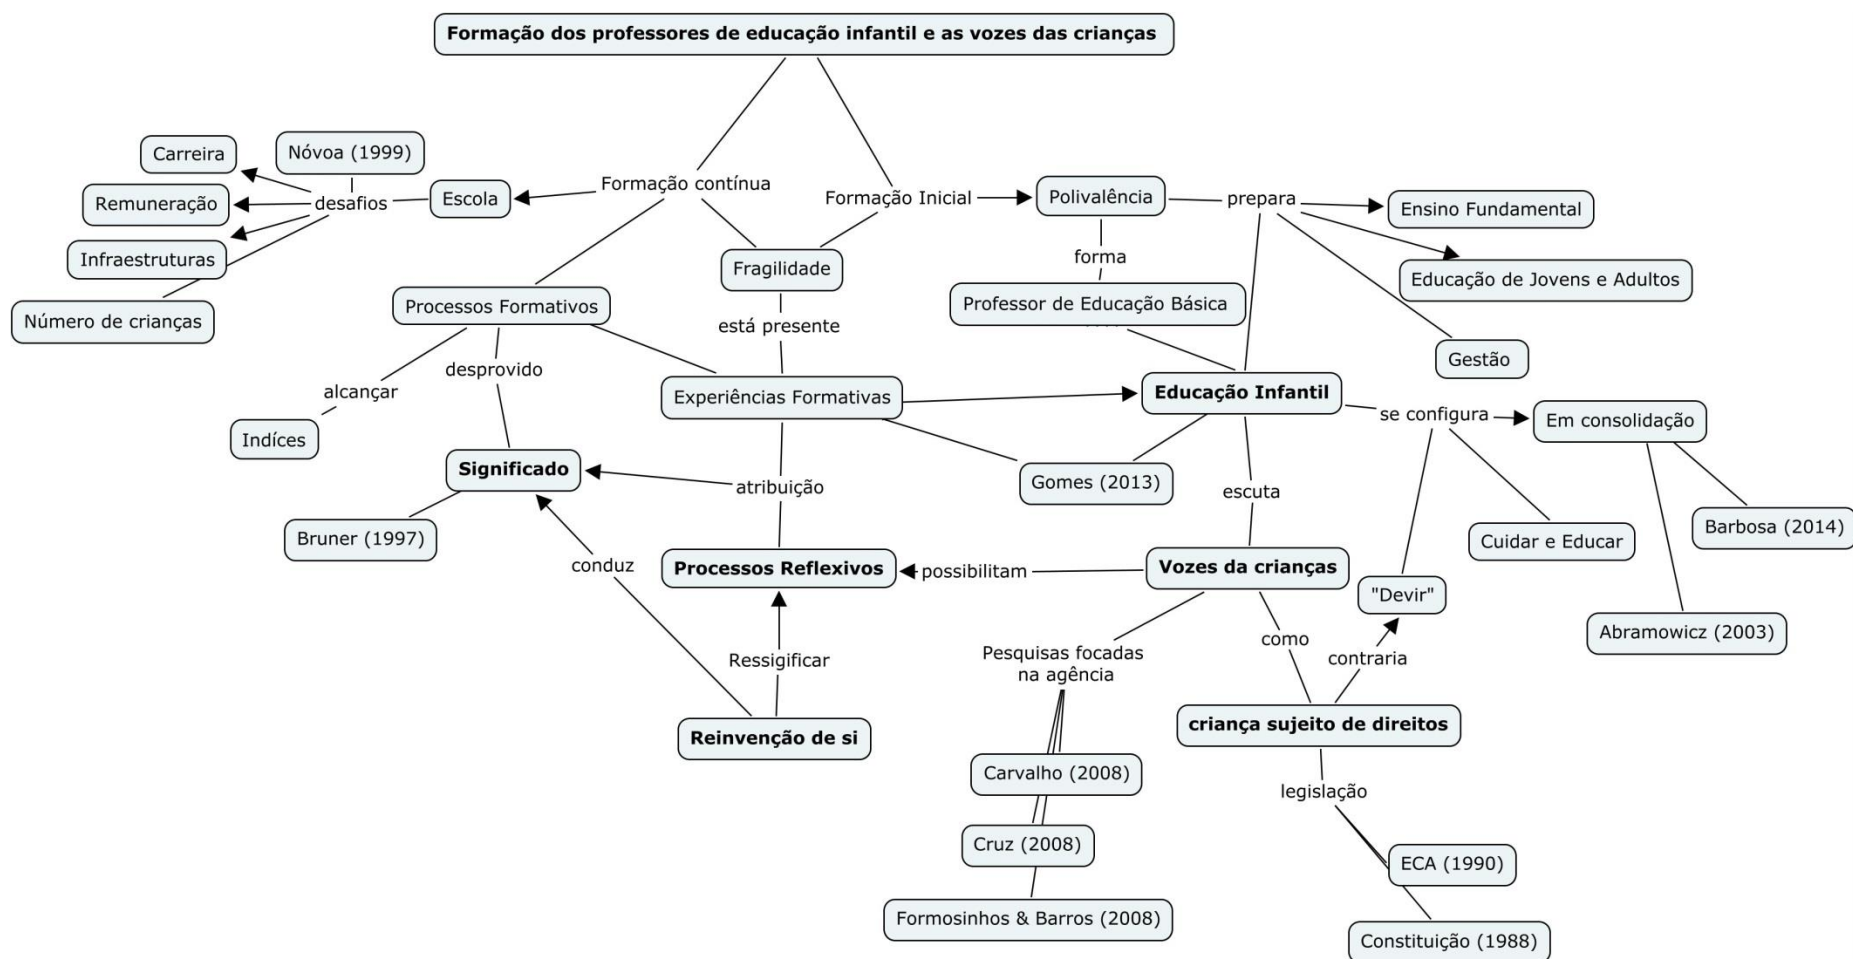 Formação dos professores de educação infantil e as vozes das crianças
Carreira
Nóvoa (1999)
Formação contínua
Formação Inicial
Remuneração
desafios
Escola
Polivalência
prepara
Ensino Fundamental
Infraestruturas
Fragilidade
forma
Educação de Jovens e Adultos
Número de crianças
Processos Formativos
está presente
Professor de Educação Básica
Gestão
alcançar
desprovido
Experiências Formativas
Educação Infantil
se configura
Em consolidação
Indíces
Significado
atribuição
Gomes (2013)
escuta
Barbosa (2014)
Bruner (1997)
Cuidar e Educar
conduz
Processos Reflexivos
possibilitam
Vozes da crianças
"Devir"
Abramowicz (2003)
Ressigificar
Pesquisas focadas
na agência
como
contraria
Reinvenção de si
criança sujeito de direitos
Carvalho (2008)
legislação
Cruz (2008)
ECA (1990)
Formosinhos & Barros (2008)
Constituição (1988)